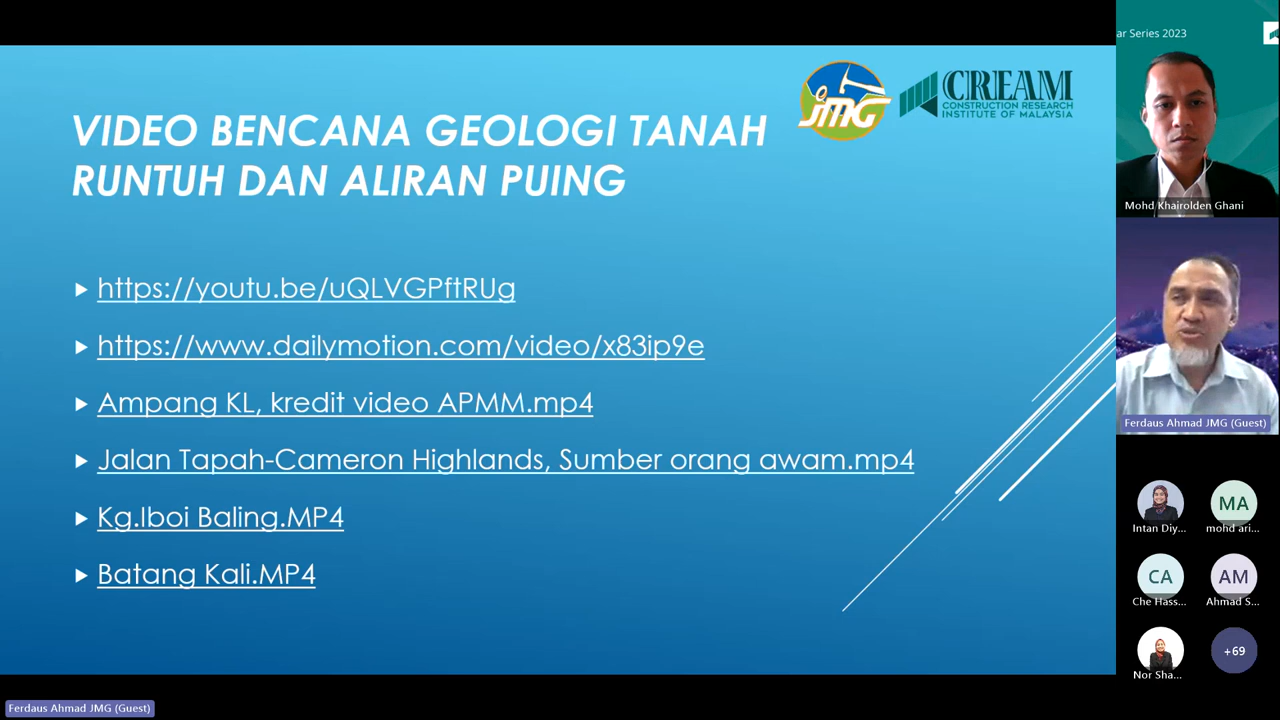 VIDEO BENCANA GEOLOGI TANAH
RUNTUH DAN ALIRAN PUING
JMG
CREAM
CONSTRUCTION RESEARCH
INSTITUTE OF MALAYSIA
https://youtu.be/uQLVGPftRUg
https://www.dailymotion.com/video/x83ip9e
Ampang KL, kredit video APMM.mp4
Jalan Tapah-Cameron Highlands, Sumber orang awam.mp4
Kg.Iboi Baling.MP4
Batang Kali.MP4
ar Series 2023
Mohd Khairolden Ghani
Ferdaus Ahmad JMG (Guest)
Intan Diy...
MA
mohd ari...
CA
Che Hass...
AM
Ahmad S...
Nor Sha...
+69
Ferdaus Ahmad JMG (Guest)